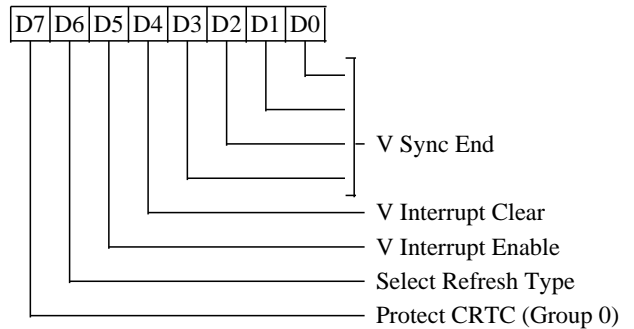 D7 D6 D5 D4 D3 D2 D1 D0
V Sync End
V Interrupt Clear
V Interrupt Enable
Select Refresh Type
Protect CRTC (Group 0)